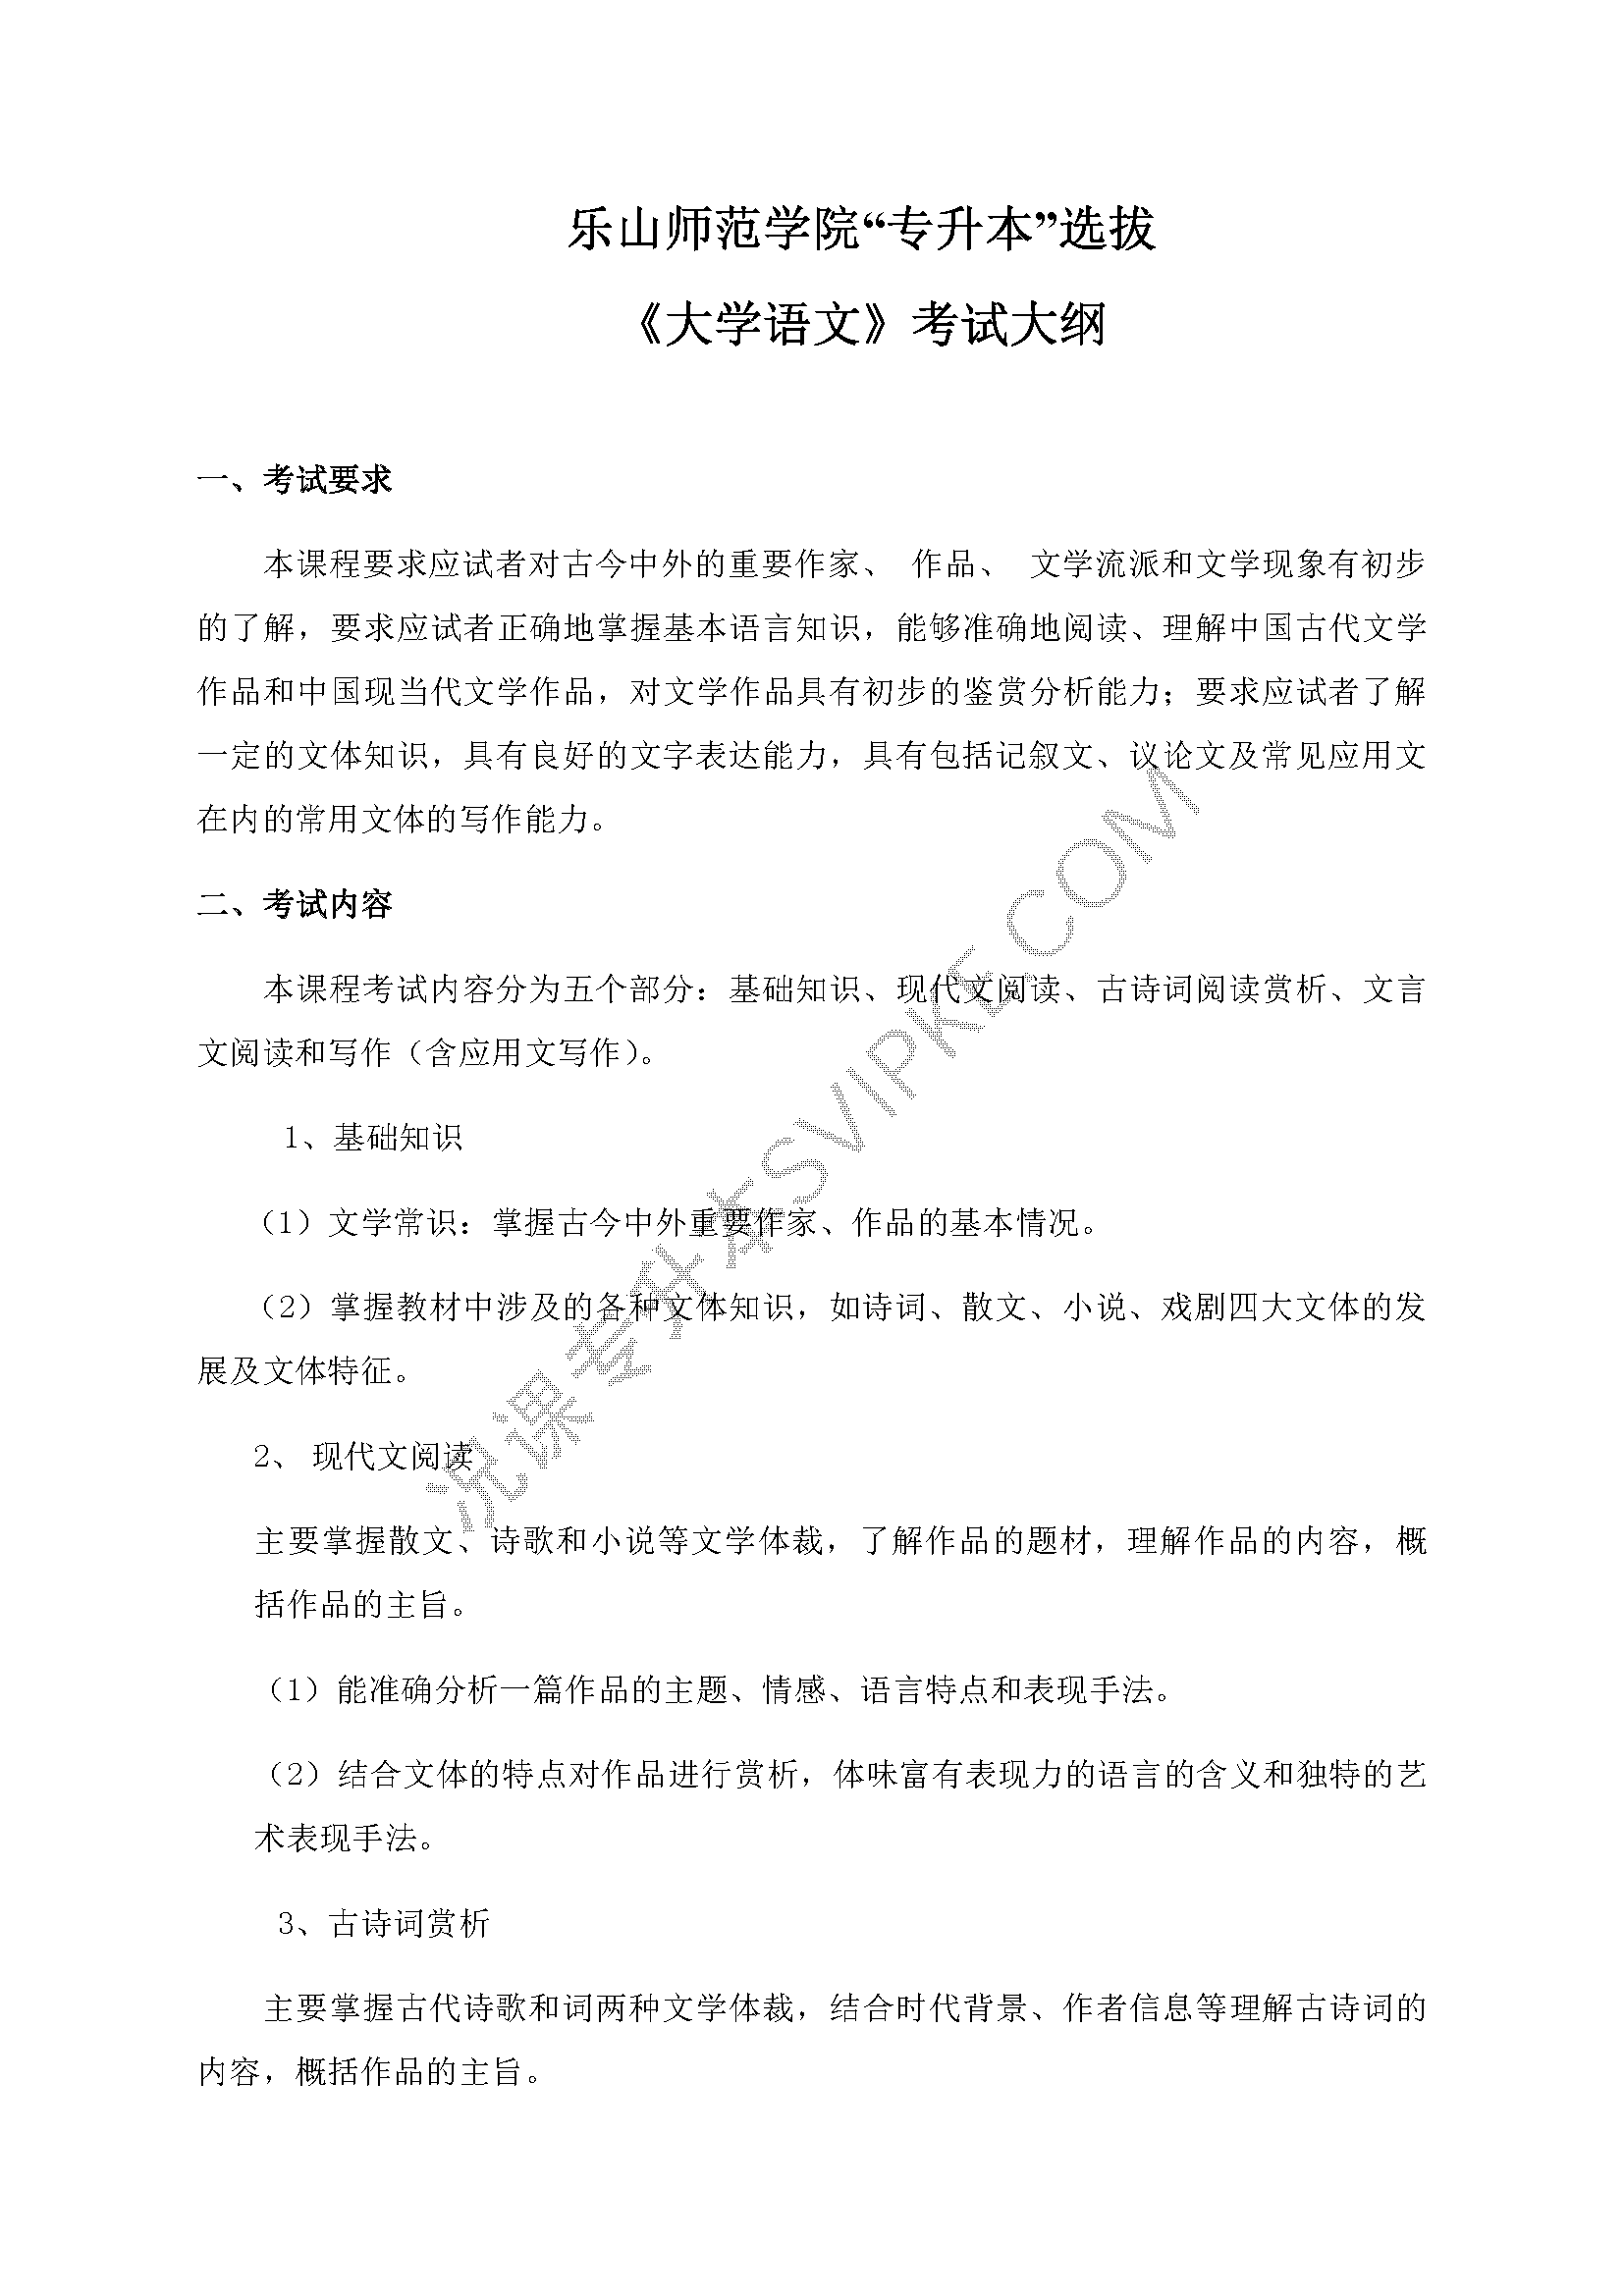 乐山师范学院“专升本”选拔
《大学语文》考试大纲
一、考试要求
本课程要求应试者对古今中外的重要作家、 作品、 文学流派和文学现象有初步
的了解，要求应试者正确地掌握基本语言知识，能够准确地阅读、理解中国古代文学
作品和中国现当代文学作品，对文学作品具有初步的鉴赏分析能力；要求应试者了解
一定的文体知识，具有良好的文字表达能力，具有包括记叙文、议论文及常见应用文
在内的常用文体的写作能力。
二、考试内容
本课程考试内容分为五个部分：基础知识、现代文阅读、古诗词阅读赏析、文言
文阅读和写作（含应用文写作）。
1、基础知识
（1）文学常识：掌握古今中外重要作家、作品的基本情况。
（2）掌握教材中涉及的各种文体知识，如诗词、散文、小说、戏剧四大文体的发
展及文体特征。
2、 现代文阅读
主要掌握散文、诗歌和小说等文学体裁，了解作品的题材，理解作品的内容，概
括作品的主旨。
（1）能准确分析一篇作品的主题、情感、语言特点和表现手法。
（2）结合文体的特点对作品进行赏析，体味富有表现力的语言的含义和独特的艺
术表现手法。
3、古诗词赏析
主要掌握古代诗歌和词两种文学体裁，结合时代背景、作者信息等理解古诗词的
内容，概括作品的主旨。
况课专升本SVIPKE.COM